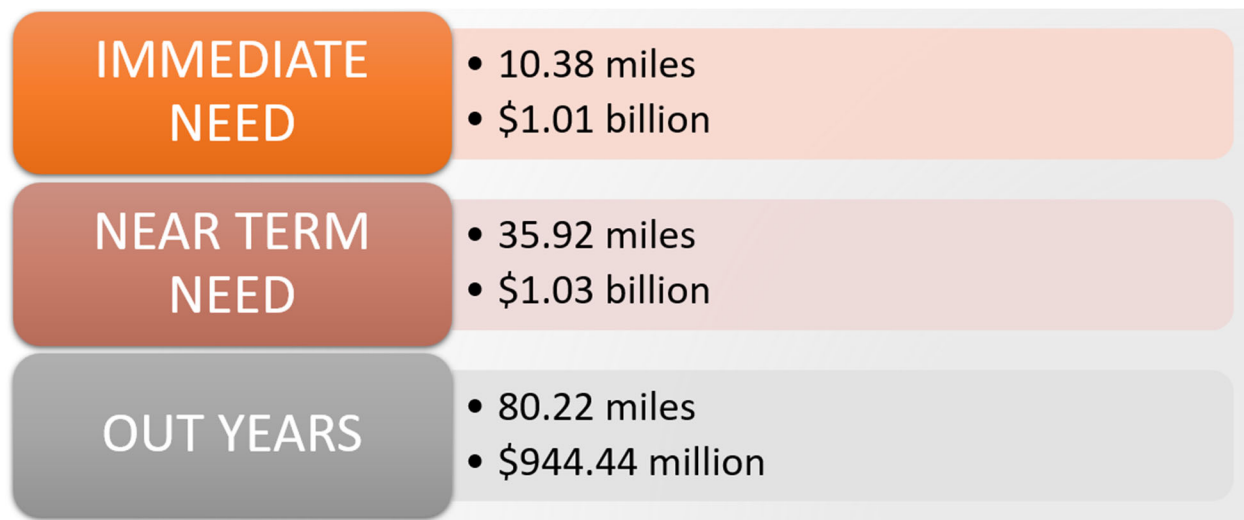 IMMEDIATE
NEED
• 10.38 miles
• $1.01 billion
NEAR TERM
NEED
• 35.92 miles
• $1.03 billion
OUT YEARS
• 80.22 miles
• $944.44 million